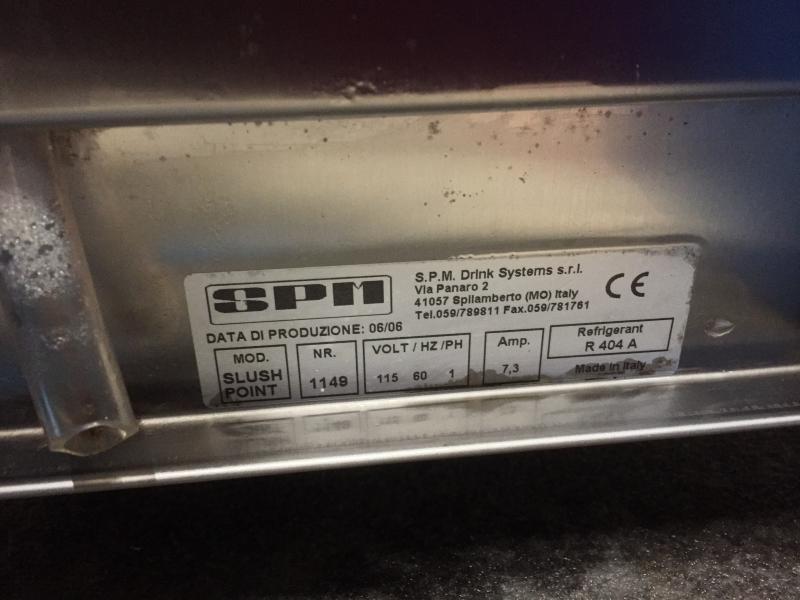 SPM
S.P.M. Drink Systems s.r.l.
Via Panaro 2
41057 Spilamberto (MO) Italy
Tel.059/789811 Fax.059/781761
CE
DATA DI PRODUZIONE: 06/06
MOD.
SLUSH
POINT
NR.
1149
VOLT / HZ /PH
115 60 1
Amp.
7,3
Refrigerant
R 404 A
Made in Italy